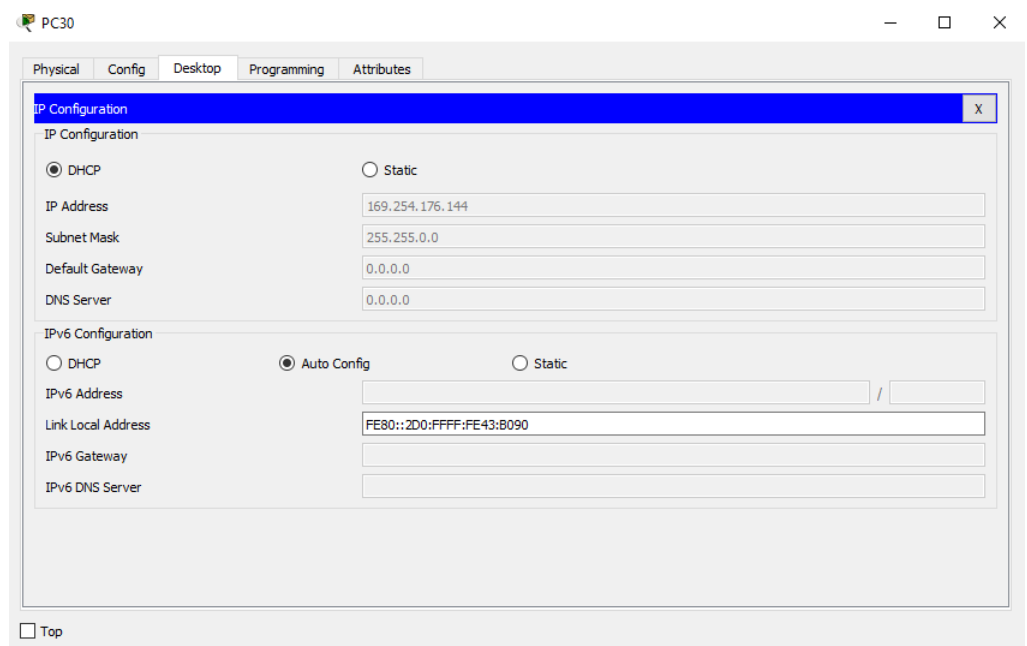 PC30
Physical Config Desktop Programming Attributes
IP Configuration X
IP Configuration
DHCP Static
IP Address 169.254.176.144
Subnet Mask 255.255.0.0
Default Gateway 0.0.0.0
DNS Server 0.0.0.0
IPv6 Configuration
DHCP Auto Config Static
IPv6 Address /
Link Local Address FE80::2D0:FFFF:FE43:B090
IPv6 Gateway
IPv6 DNS Server
Top